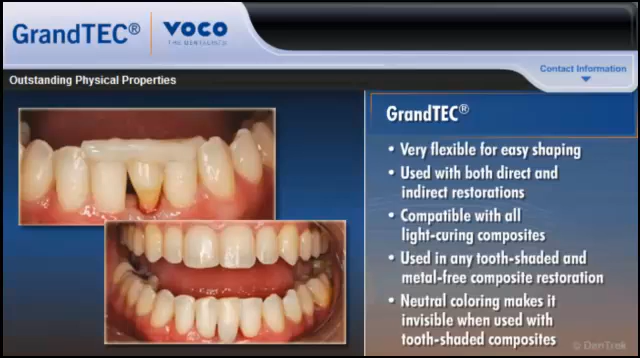 GrandTEC® VOCO
THE DENTALISTS
Contact Information
Outstanding Physical Properties
GrandTEC®
• Very flexible for easy shaping
• Used with both direct and
indirect restorations
• Compatible with all
light-curing composites
• Used in any tooth-shaded and
metal-free composite restoration
• Neutral coloring makes it
invisible when used with
tooth-shaded composites
© DenTrek